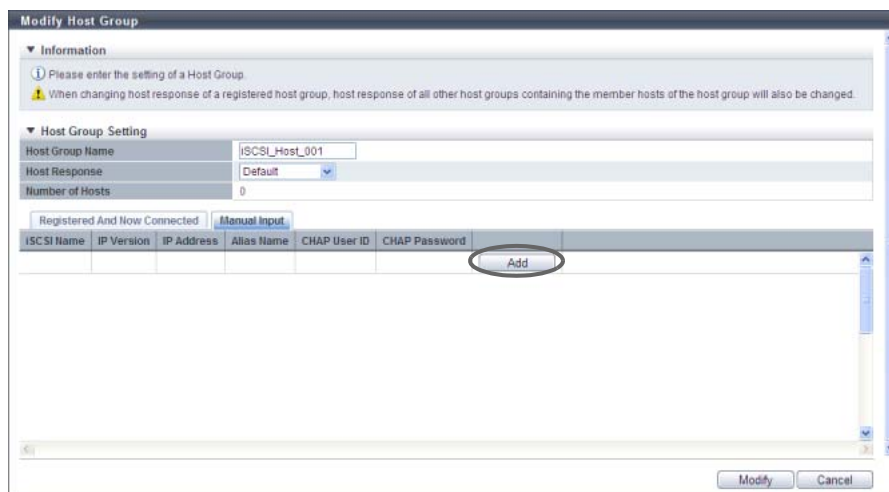 Modify Host Group
Information
Please enter the setting of a Host Group.
When changing host response of a registered host group, host response of all other host groups containing the member hosts of the host group will also be changed.
Host Group Setting
Host Group Name iSCSI_Host_001
Host Response Default
Number of Hosts 0
Registered And Now Connected Manual Input
iSCSI Name IP Version IP Address Alias Name CHAP User ID CHAP Password
Add
Modify Cancel